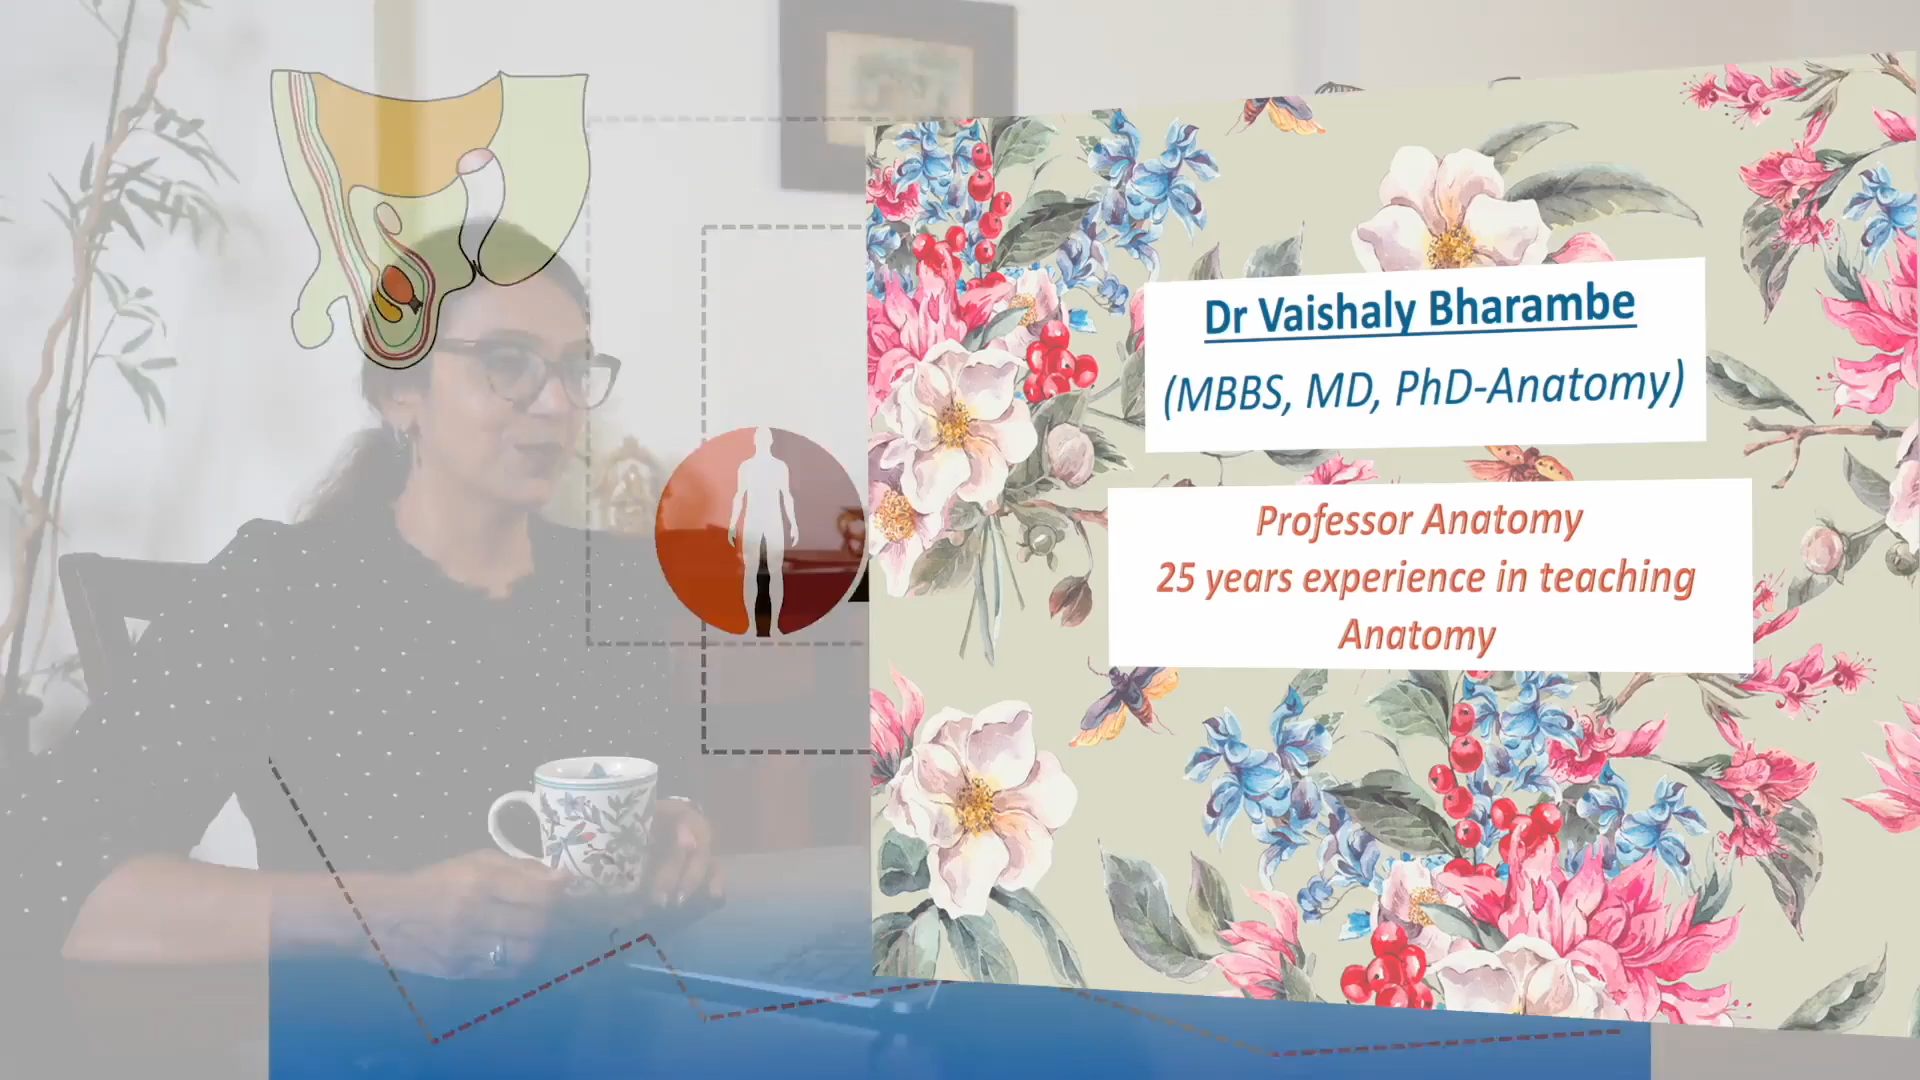 Dr Vaishaly Bharambe
(MBBS, MD, PhD-Anatomy)
Professor Anatomy
25 years experience in teaching
Anatomy